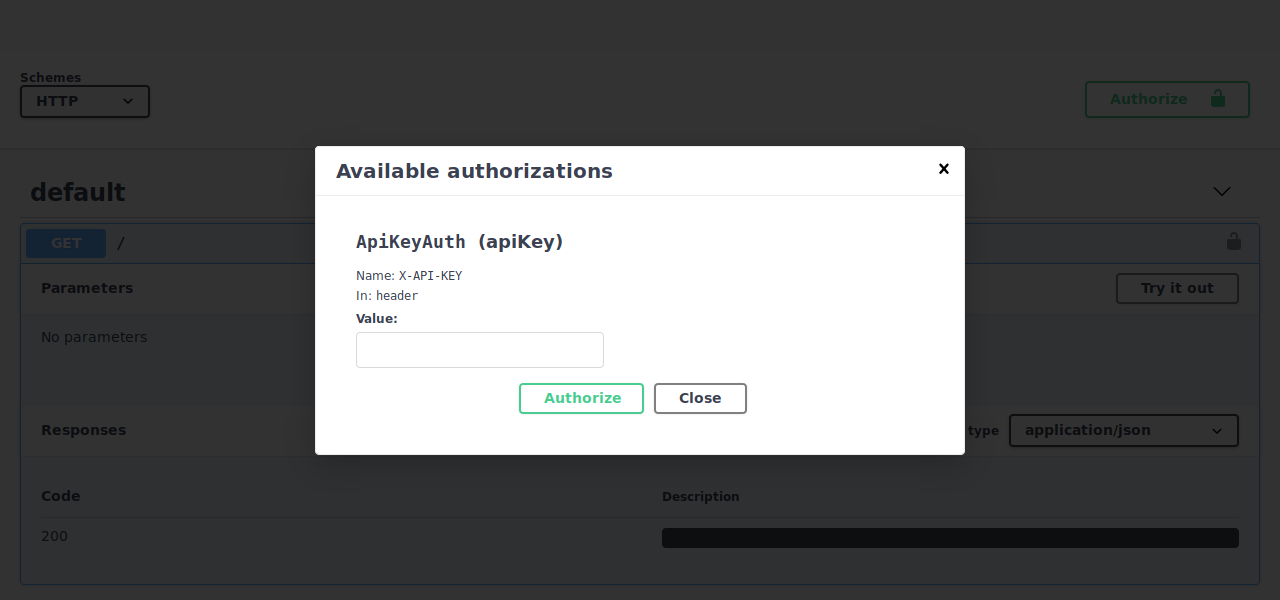 Schemes
HTTP
Authorize
Available authorizations
x
default
GET /
ApiKeyAuth (apiKey)
Name: X-API-KEY
In: header
Value:
Authorize
Close
Parameters
Try it out
No parameters
Responses
type
application/json
Code
Description
200